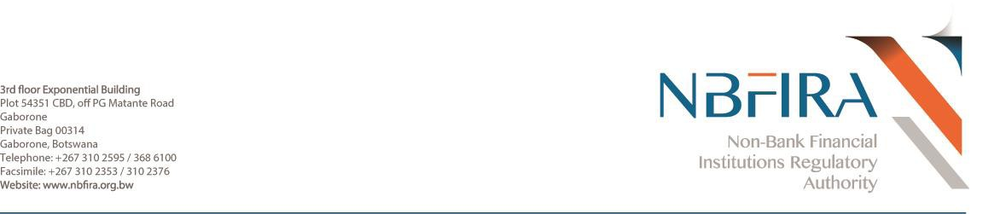 3rd floor Exponential Building
Plot 54351 CBD, off PG Matante Road
Gaborone
Private Bag 00314
Gaborone, Botswana
Telephone: +267 310 2595 / 368 6100
Facsimile: +267 310 2353 / 310 2376
Website: www.nbfira.org.bw
NBFIRA
Non-Bank Financial
Institutions Regulatory
Authority